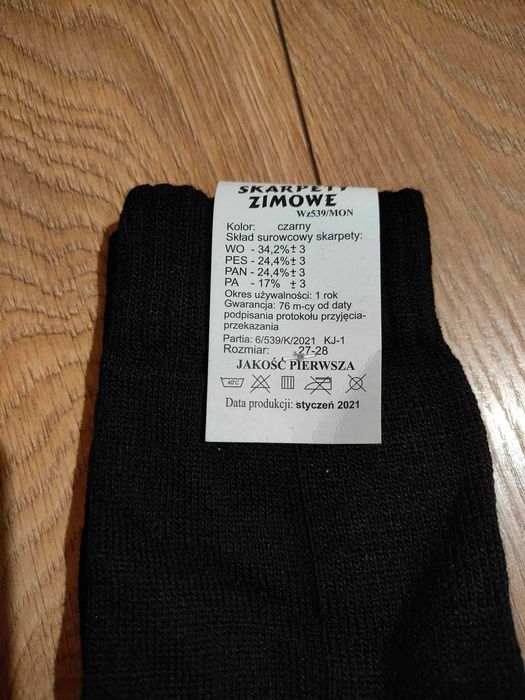 SKARPETY
ZIMOWE
Wz539/MON
Kolor: czarny
Skład surowcowy skarpety:
WO - 34,2%± 3
PES - 24,4%± 3
PAN - 24,4%± 3
PA - 17% ± 3
Okres używalności: 1 rok
Gwarancja: 76 m-cy od daty
podpisania protokołu przyjęcia-
przekazania
Partia: 6/539/K/2021 KJ-1
Rozmiar: 27-28
JAKOŚĆ PIERWSZA
40°C
Data produkcji: styczeń 2021